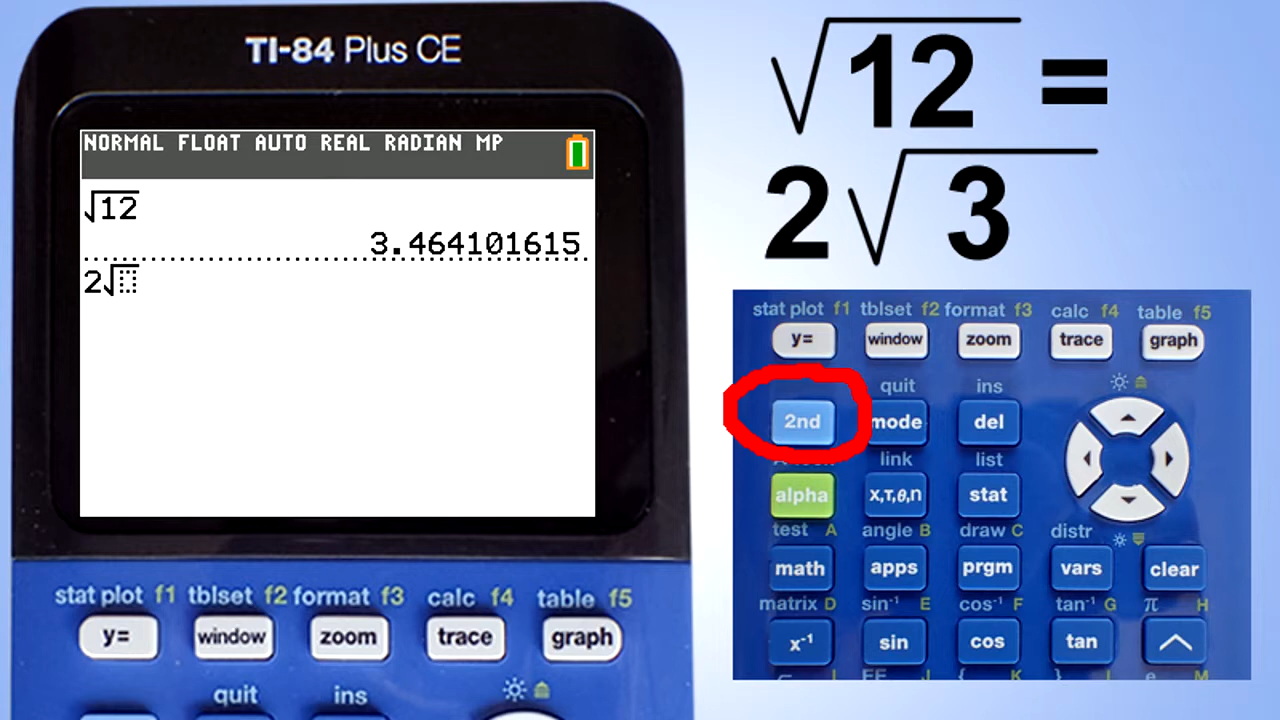 TI-84 Plus CE
NORMAL FLOAT AUTO REAL RADIAN MP
√12
3.464101615
2√
stat plot f1 tblset f2 format f3 calc f4 table f5
y= window zoom trace graph
quit ins
√12 =
2√3
stat plot f1 tblset f2 format f3 calc f4 table f5
y= window zoom trace graph
quit ins
2nd mode del
link list
alpha x,T,θ,n stat
test A angle B draw C distr
math apps prgm vars clear
matrix D sin⁻¹ E cos⁻¹ F tan⁻¹ G π H
x⁻¹ sin cos tan ^